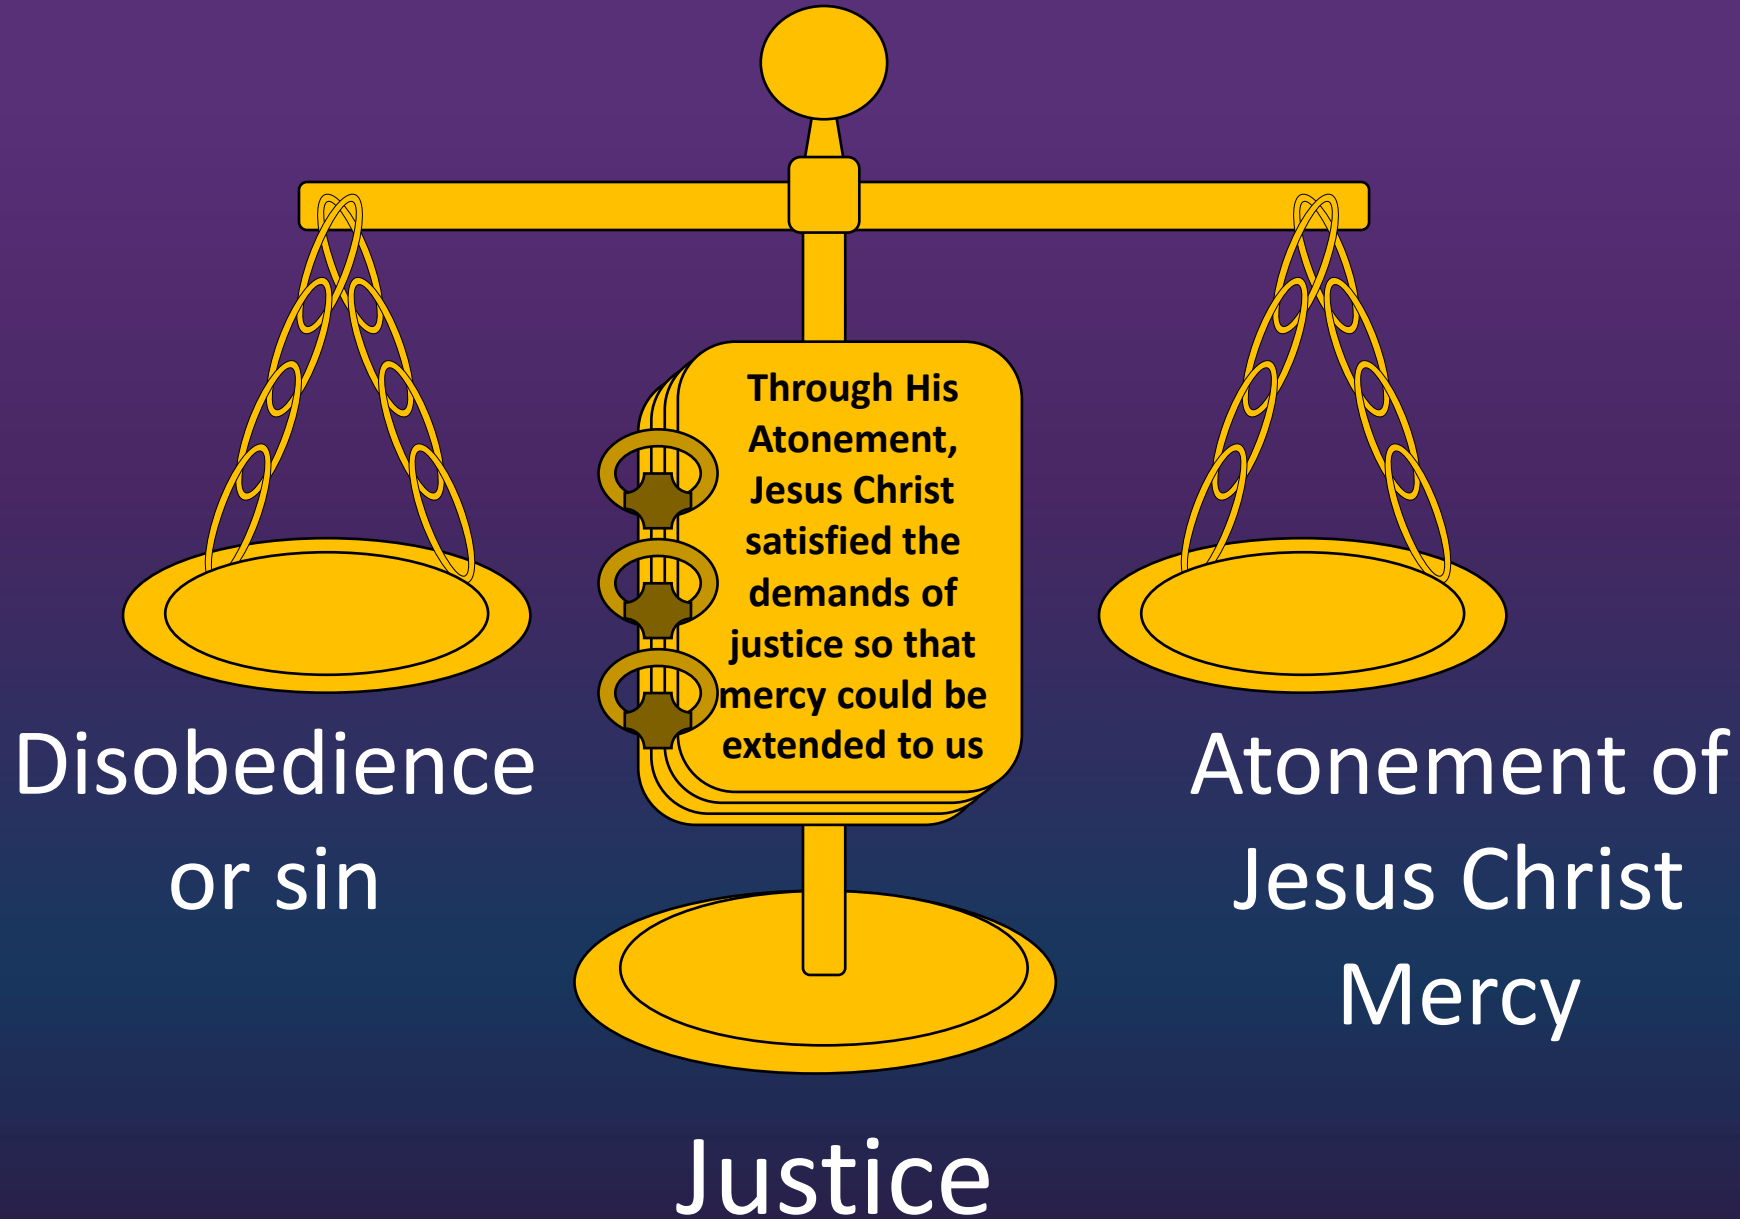 Through His
Atonement,
Jesus Christ
satisfied the
demands of
justice so that
mercy could be
extended to us
Disobedience
or sin
Atonement of
Jesus Christ
Mercy
Justice